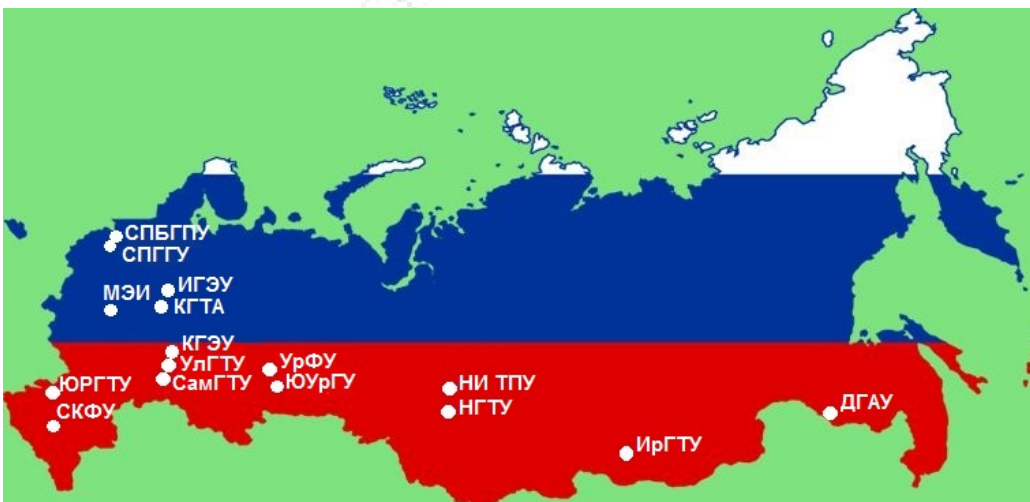 СПБГПУ
СПГГУ
МЭИ
ИГЭУ
КГТА
КГЭУ
УлГТУ
СамГТУ
УрФУ
ЮУрГУ
ЮРГТУ
СКФУ
НИ ТПУ
НГТУ
ДГАУ
ИрГТУ